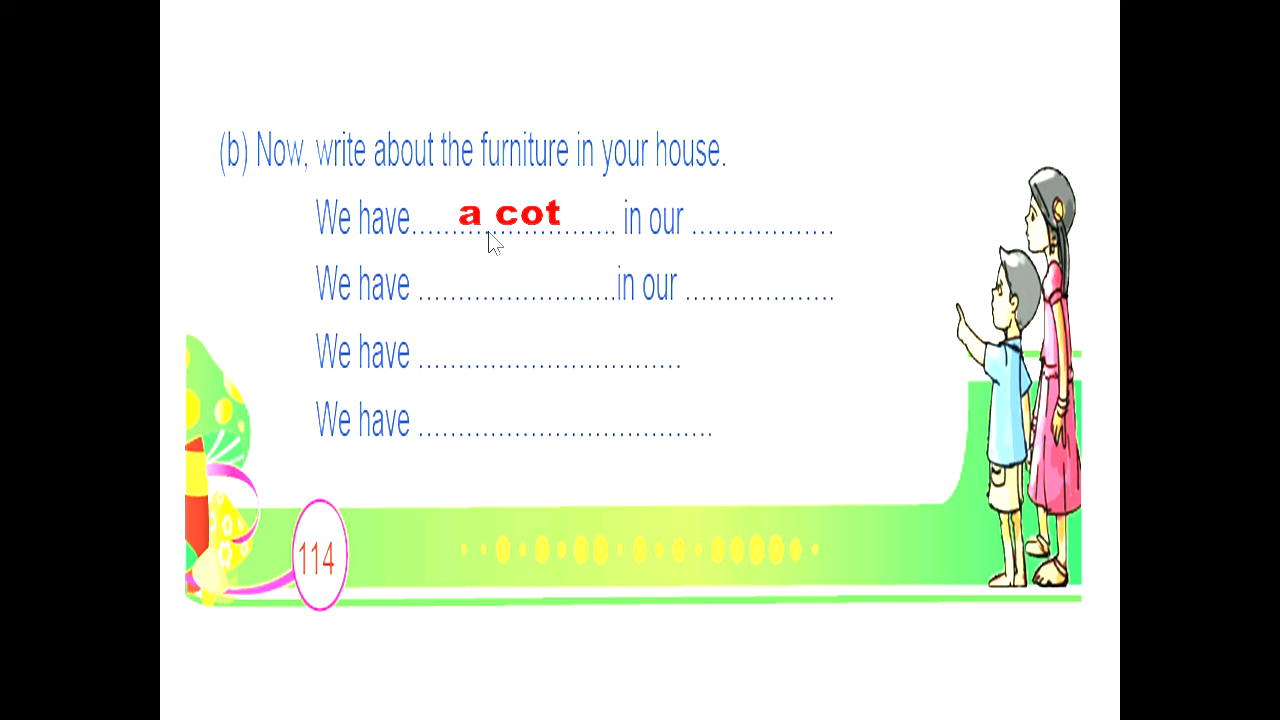 (b) Now, write about the furniture in your house.
We have.......a cot........ in our ..................
We have .........................in our ...................
We have .................................
We have .....................................
114